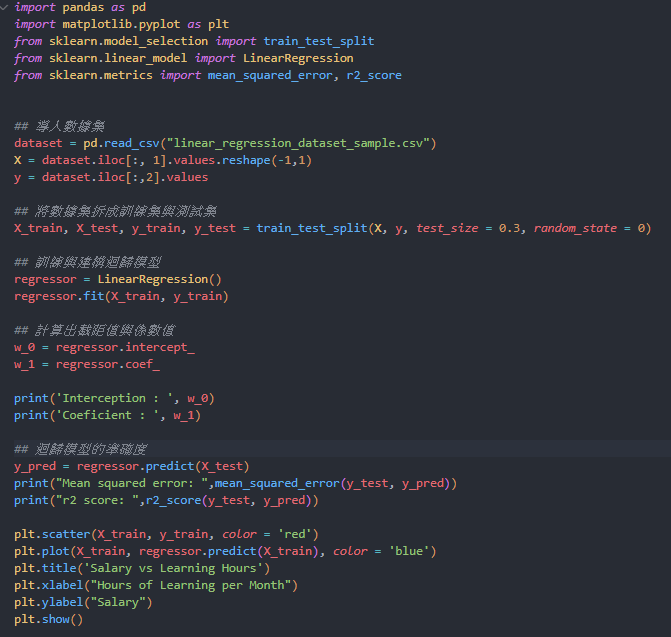 import pandas as pd
import matplotlib.pyplot as plt
from sklearn.model_selection import train_test_split
from sklearn.linear_model import LinearRegression
from sklearn.metrics import mean_squared_error, r2_score
## 導入數據集
dataset = pd.read_csv("linear_regression_dataset_sample.csv")
X = dataset.iloc[:, 1].values.reshape(-1,1)
y = dataset.iloc[:,2].values
## 將數據集拆成訓練集與測試集
X_train, X_test, y_train, y_test = train_test_split(X, y, test_size = 0.3, random_state = 0)
## 訓練與建構迴歸模型
regressor = LinearRegression()
regressor.fit(X_train, y_train)
## 計算出截距值與係數值
w_0 = regressor.intercept_
w_1 = regressor.coef_
print('Interception : ', w_0)
print('Coeficient : ', w_1)
## 迴歸模型的準確度
y_pred = regressor.predict(X_test)
print("Mean squared error: ",mean_squared_error(y_test, y_pred))
print("r2 score: ",r2_score(y_test, y_pred))
plt.scatter(X_train, y_train, color = 'red')
plt.plot(X_train, regressor.predict(X_train), color = 'blue')
plt.title('Salary vs Learning Hours')
plt.xlabel("Hours of Learning per Month")
plt.ylabel("Salary")
plt.show()